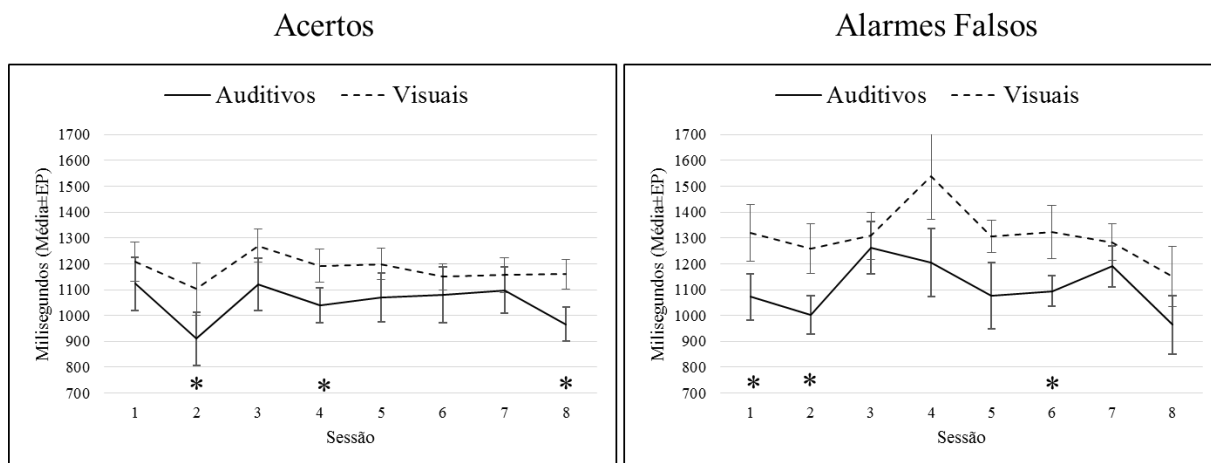 Acertos
Alarmes Falsos
Auditivos Visuais
Milisegundos (Média±EP)
1700
1600
1500
1400
1300
1200
1100
1000
900
800
700
* * *
1 2 3 4 5 6 7 8
Sessão
Auditivos Visuais
Milisegundos (Média±EP)
1700
1600
1500
1400
1300
1200
1100
1000
900
800
700
* * *
1 2 3 4 5 6 7 8
Sessão